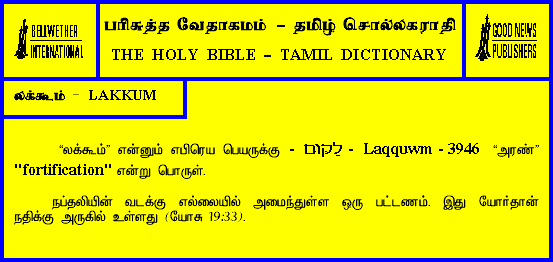 BELLWETHER
INTERNATIONAL
பரிசுத்த வேதாகமம் – தமிழ் சொல்லகராதி
THE HOLY BIBLE – TAMIL DICTIONARY
GOOD NEWS
PUBLISHERS
லக்கூம் - LAKKUM
“லக்கூம்” என்னும் எபிரெய பெயருக்கு - לַקּוּם - Laqquwm - 3946 “அரண்”
"fortification" என்று பொருள்.
நப்தலியின் வடக்கு எல்லையில் அமைந்துள்ள ஒரு பட்டணம். இது யோர்தான்
நதிக்கு அருகில் உள்ளது (யோசு 19:33).